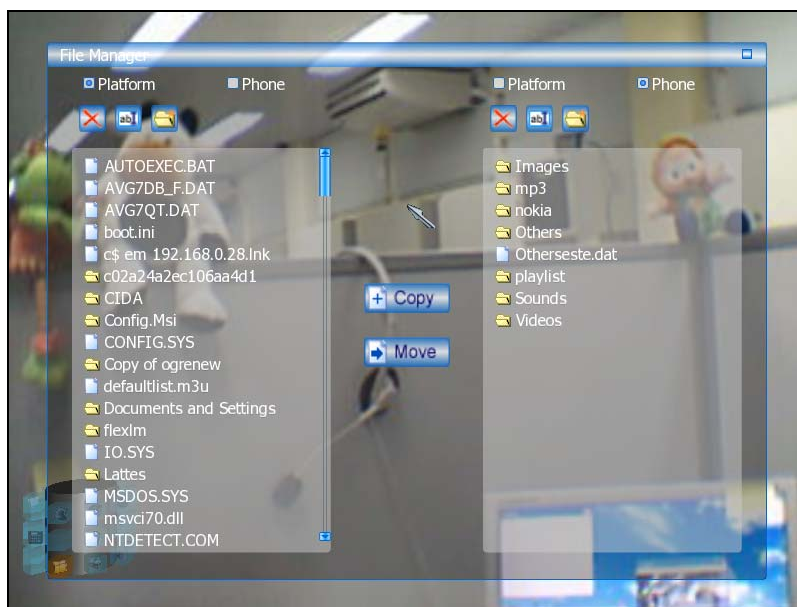 File Manager
Platform
Phone
Platform
Phone
abI
abI
AUTOEXEC.BAT
AVG7DB_F.DAT
AVG7QT.DAT
boot.ini
c$ em 192.168.0.28.lnk
c02a24a2ec106aa4d1
CIDA
Config.Msi
CONFIG.SYS
Copy of ogrenew
defaultlist.m3u
Documents and Settings
flexlm
IO.SYS
Lattes
MSDOS.SYS
msvci70.dll
NTDETECT.COM
Copy
Move
Images
mp3
nokia
Others
Otherseste.dat
playlist
Sounds
Videos